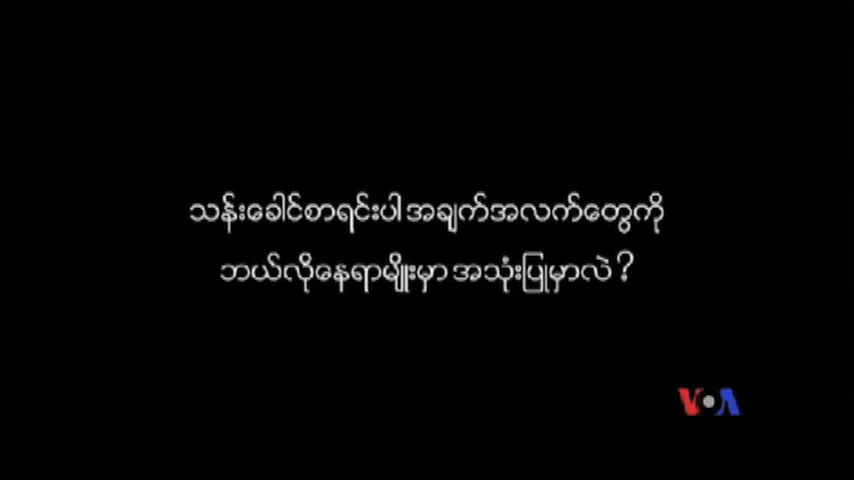 သန်းခေါင်စာရင်းပါ အချက်အလက်တွေကို
ဘယ်လိုနေရာမျိုးမှာ အသုံးပြုမှာလဲ ?
VOA